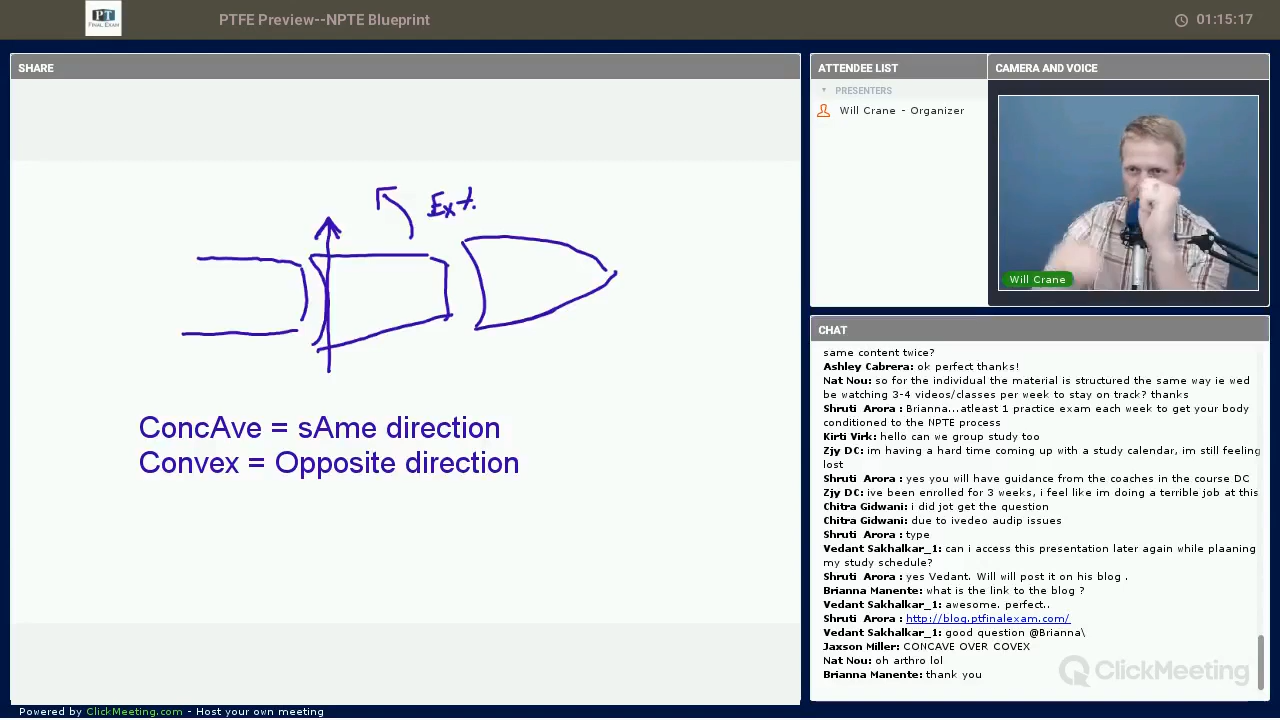 PT
FINAL EXAM
PTFE Preview--NPTE Blueprint
01:15:17
SHARE
Ext.
ConcAve = sAme direction
Convex = Opposite direction
ATTENDEE LIST
PRESENTERS
Will Crane - Organizer
CAMERA AND VOICE
Will Crane
CHAT
same content twice?
Ashley Cabrera: ok perfect thanks!
Nat Nou: so for the individual the material is structured the same way ie wed
be watching 3-4 videos/classes per week to stay on track? thanks
Shruti Arora : Brianna...atleast 1 practice exam each week to get your body
conditioned to the NPTE process
Kirti Virk: hello can we group study too
Zjy DC: im having a hard time coming up with a study calendar, im still feeling
lost
Shruti Arora : yes you will have guidance from the coaches in the course DC
Zjy DC: ive been enrolled for 3 weeks, i feel like im doing a terrible job at this
Chitra Gidwani: i did jot get the question
Chitra Gidwani: due to ivedeo audip issues
Shruti Arora : type
Vedant Sakhalkar_1: can i access this presentation later again while plaaning
my study schedule?
Shruti Arora : yes Vedant. Will will post it on his blog .
Brianna Manente: what is the link to the blog ?
Vedant Sakhalkar_1: awesome. perfect..
Shruti Arora : http://blog.ptfinalexam.com/
Vedant Sakhalkar_1: good question @Brianna\
Jaxson Miller: CONCAVE OVER COVEX
Nat Nou: oh arthro lol
Brianna Manente: thank you
ClickMeeting
Powered by ClickMeeting.com - Host your own meeting